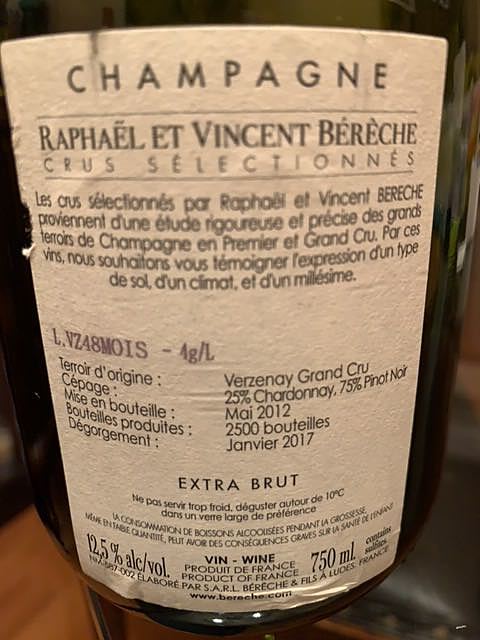 CHAMPAGNE
RAPHAËL ET VINCENT BÉRÊCHE
CRUS SÉLECTIONNÉS
Les crus sélectionnés par Raphaël et Vincent BERECHE
proviennent d'une étude rigoureuse et précise des grands
terroirs de Champagne en Premier et Grand Cru. Par ces
vins, nous souhaitons vous témoigner l'expression d'un type
de sol, d'un climat, et d'un millésime.
L.VZ48MOIS - 4g/L
Terroir d'origine : Verzenay Grand Cru
Cépage : 25% Chardonnay, 75% Pinot Noir
Mise en bouteille : Mai 2012
Bouteilles produites : 2500 bouteilles
Dégorgement : Janvier 2017
EXTRA BRUT
Ne pas servir trop froid, déguster autour de 10°C
dans un verre large de préférence
LA CONSOMMATION DE BOISSONS ALCOOLISÉES PENDANT LA GROSSESSE,
MÊME EN FAIBLE QUANTITÉ, PEUT AVOIR DES CONSÉQUENCES GRAVES SUR LA SANTÉ DE L'ENFANT
12,5 % alc/vol. VIN - WINE 750 ml. contains
PRODUIT DE FRANCE sulfites
PRODUCT OF FRANCE
ÉLABORÉ PAR S.A.R.L. BÉRÊCHE & FILS À LUDES. FRANCE
www.bereche.com